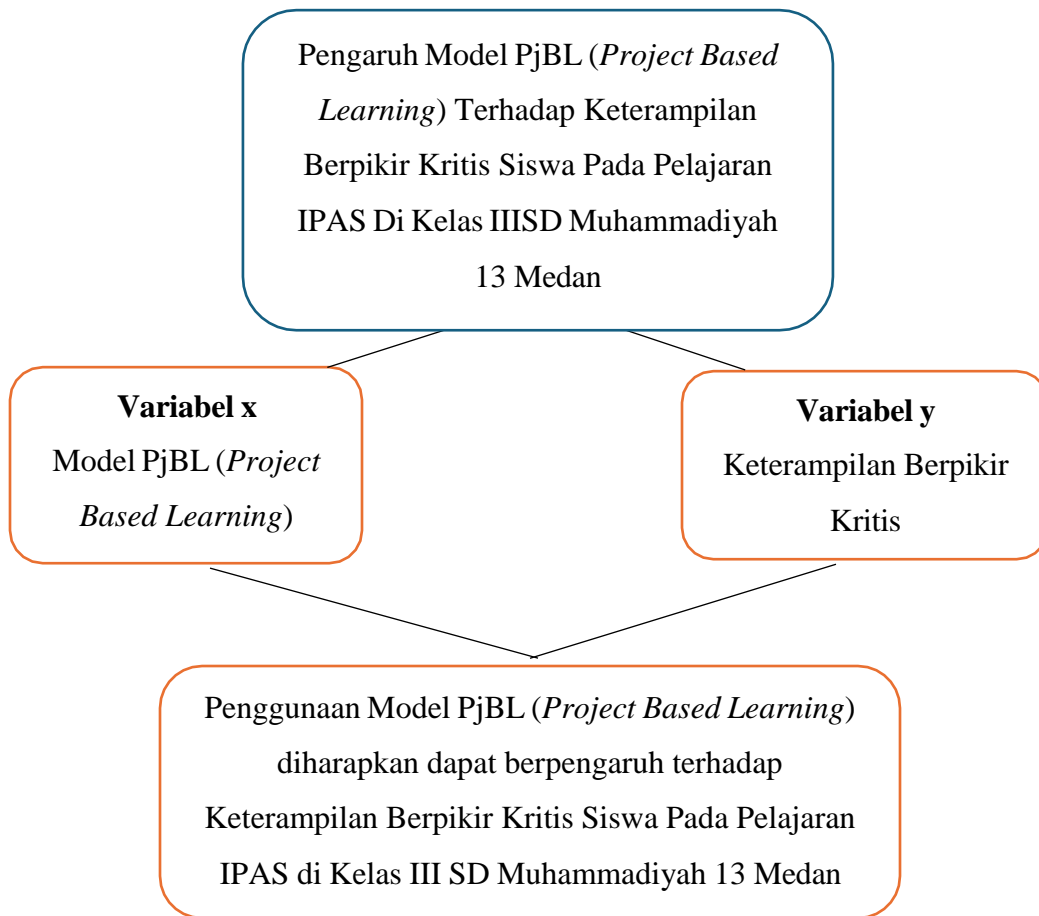 Pengaruh Model PjBL (Project Based
Learning) Terhadap Keterampilan
Berpikir Kritis Siswa Pada Pelajaran
IPAS Di Kelas IIISD Muhammadiyah
13 Medan
Variabel x
Model PjBL (Project
Based Learning)
Variabel y
Keterampilan Berpikir
Kritis
Penggunaan Model PjBL (Project Based Learning)
diharapkan dapat berpengaruh terhadap
Keterampilan Berpikir Kritis Siswa Pada Pelajaran
IPAS di Kelas III SD Muhammadiyah 13 Medan